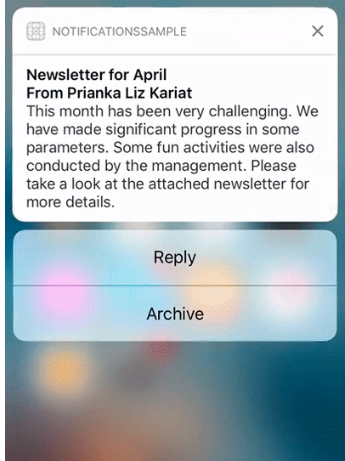 NOTIFICATIONSSAMPLE
Newsletter for April
From Prianka Liz Kariat
This month has been very challenging. We
have made significant progress in some
parameters. Some fun activities were also
conducted by the management. Please
take a look at the attached newsletter for
more details.
Reply
Archive